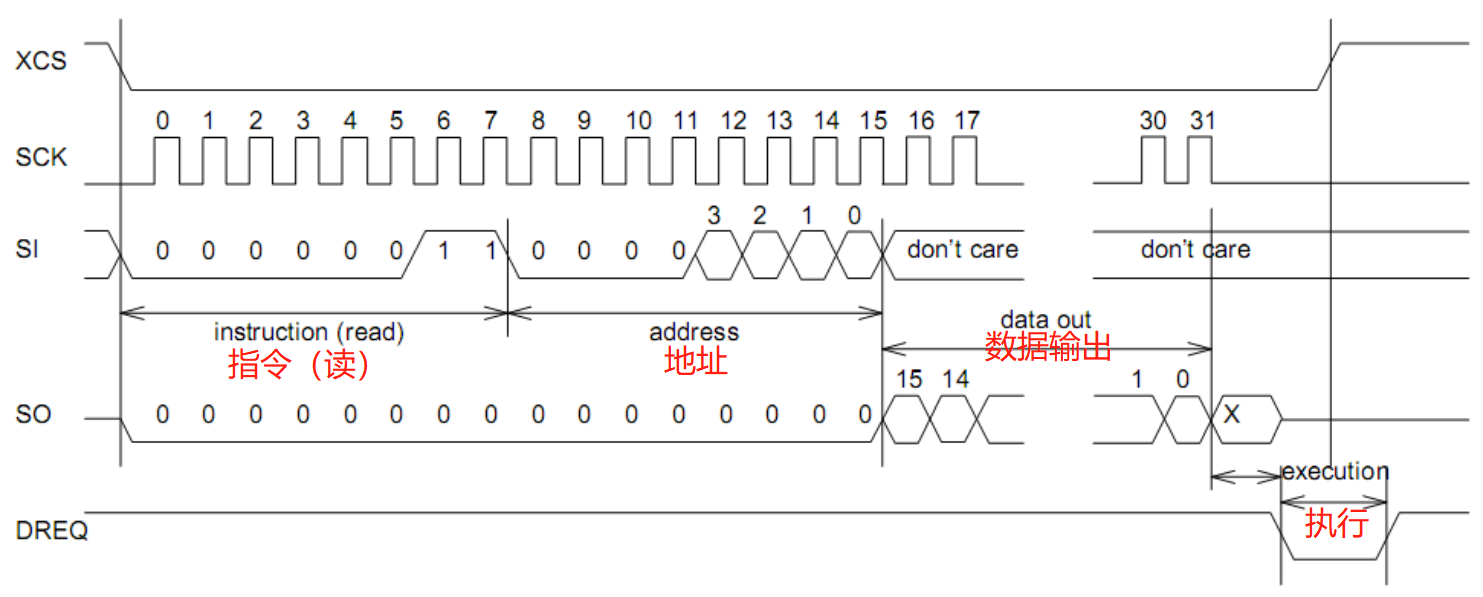 XCS
0 1 2 3 4 5 6 7 8 9 10 11 12 13 14 15 16 17 30 31
SCK
3 2 1 0
SI 0 0 0 0 0 0 1 1 0 0 0 0 don't care don't care
instruction (read) address data out
指令（读） 地址 数据输出
15 14 1 0
SO 0 0 0 0 0 0 0 0 0 0 0 0 0 0 0 0 X
execution
DREQ 执行